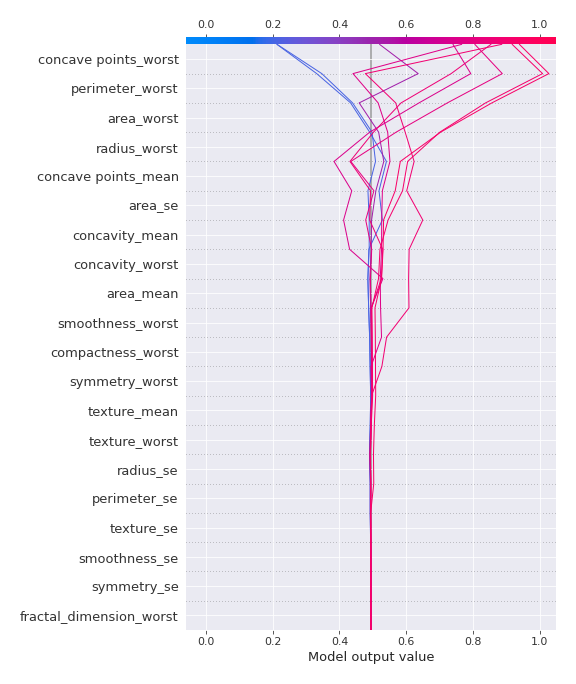 0.0 0.2 0.4 0.6 0.8 1.0
concave points_worst
perimeter_worst
area_worst
radius_worst
concave points_mean
area_se
concavity_mean
concavity_worst
area_mean
smoothness_worst
compactness_worst
symmetry_worst
texture_mean
texture_worst
radius_se
perimeter_se
texture_se
smoothness_se
symmetry_se
fractal_dimension_worst
0.0 0.2 0.4 0.6 0.8 1.0
Model output value